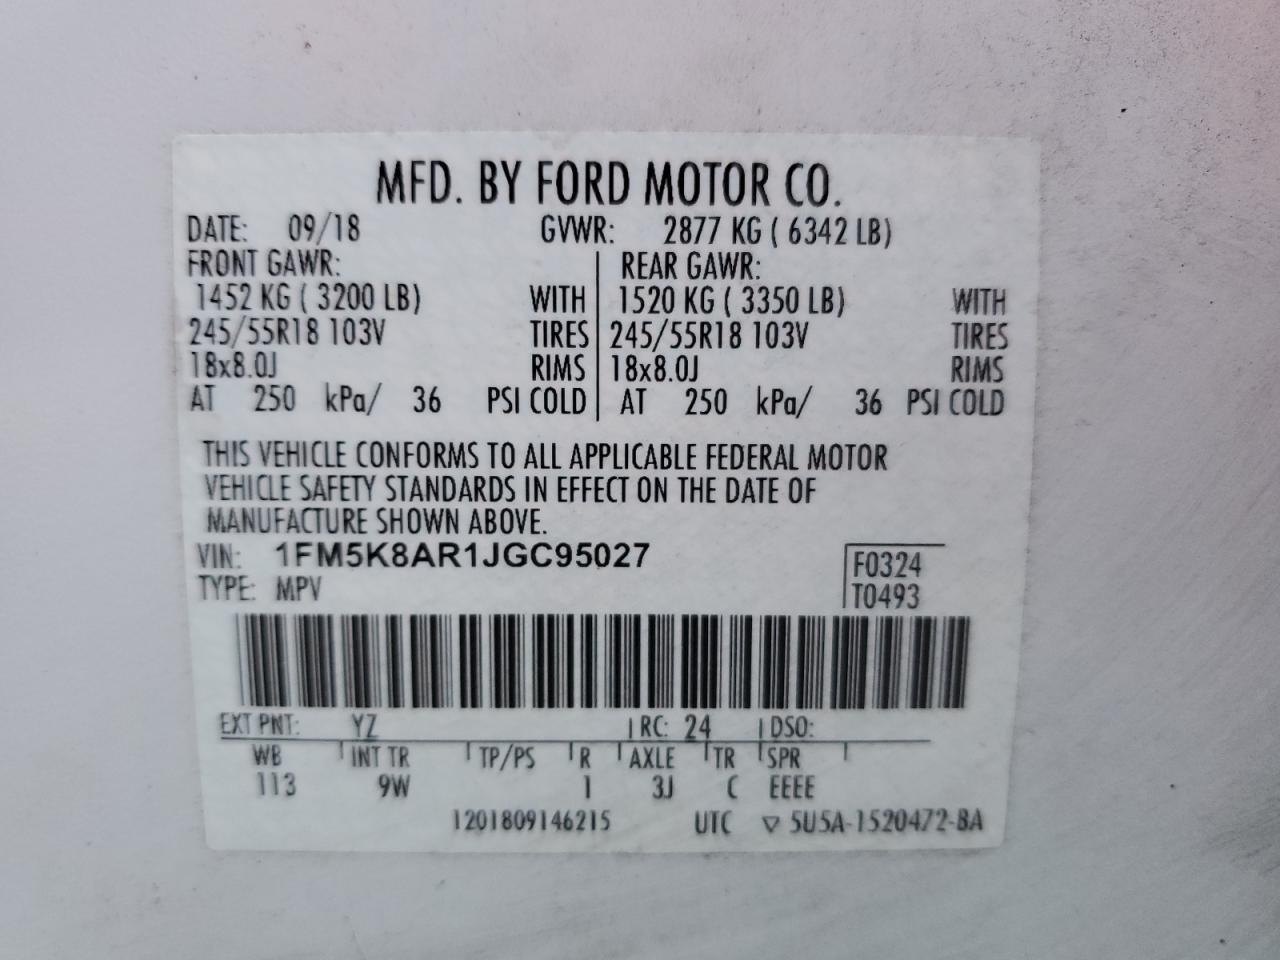 MFD. BY FORD MOTOR CO.
DATE: 09/18 GVWR: 2877 KG ( 6342 LB)
FRONT GAWR: REAR GAWR:
1452 KG ( 3200 LB) WITH 1520 KG ( 3350 LB) WITH
245/55R18 103V TIRES 245/55R18 103V TIRES
18x8.0J RIMS 18x8.0J RIMS
AT 250 kPa/ 36 PSI COLD AT 250 kPa/ 36 PSI COLD
THIS VEHICLE CONFORMS TO ALL APPLICABLE FEDERAL MOTOR
VEHICLE SAFETY STANDARDS IN EFFECT ON THE DATE OF
MANUFACTURE SHOWN ABOVE.
VIN: 1FM5K8AR1JGC95027 F0324
TYPE: MPV T0493
EXT PNT: YZ RC: 24 DSO:
WB INT TR TP/PS R AXLE TR SPR
113 9W 1 3J C EEEE
1201809146215 UTC ▽ 5U5A-1520472-BA